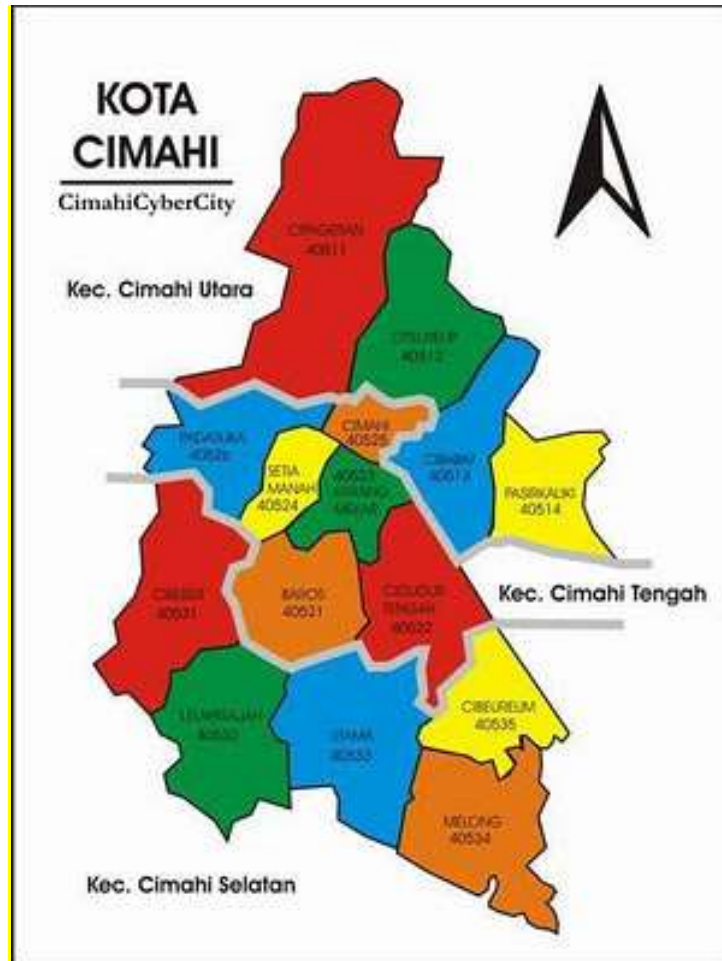 KOTA
CIMAHI
CimahiCyberCity
CIPAGERAN
40511
Kec. Cimahi Utara
CITEUREUP
40512
CIMAHI
40525
PADASUKA
40526
CIBABAT
40513
SETIA
MANAH
40524
40523
KARANG
MEKAR
PASIRKALIKI
40514
CIBEBER
40531
BAROS
40521
CIGUGUR
TENGAH
40522
Kec. Cimahi Tengah
LEUWIGAJAH
40532
UTAMA
40533
CIBEUREUM
40535
MELONG
40534
Kec. Cimahi Selatan